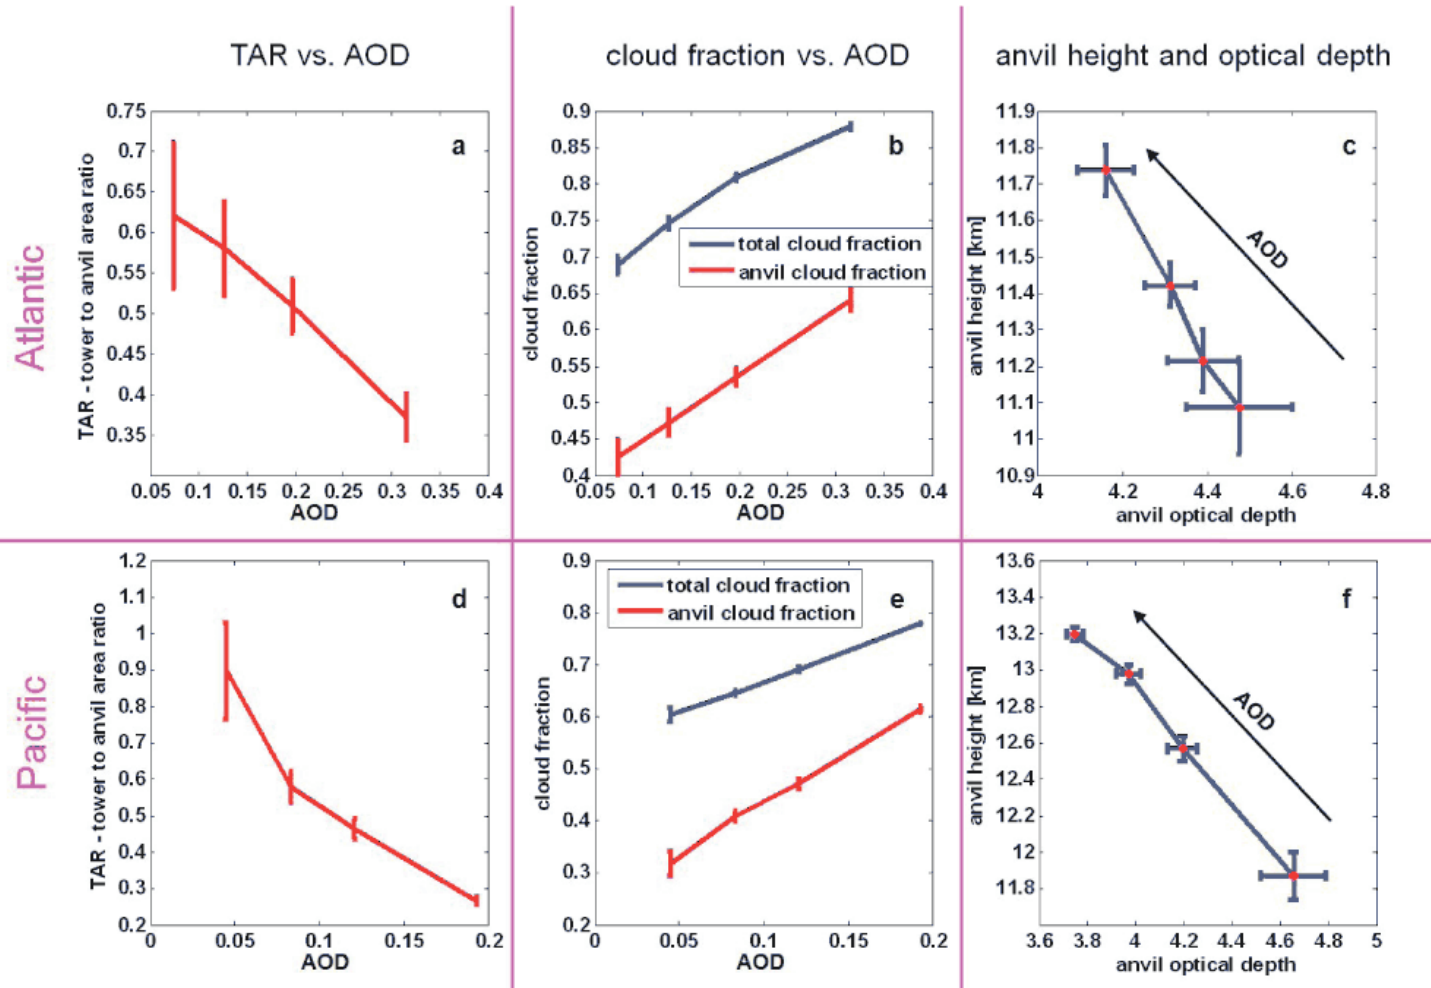 TAR vs. AOD
cloud fraction vs. AOD
anvil height and optical depth
Atlantic
TAR - tower to anvil area ratio
0.75
0.7
0.65
0.6
0.55
0.5
0.45
0.4
0.35
a
0.05 0.1 0.15 0.2 0.25 0.3 0.35 0.4
AOD
cloud fraction
0.9
0.85
0.8
0.75
0.7
0.65
0.6
0.55
0.5
0.45
0.4
b
total cloud fraction
anvil cloud fraction
0.05 0.1 0.15 0.2 0.25 0.3 0.35 0.4
AOD
anvil height [km]
11.9
11.8
11.7
11.6
11.5
11.4
11.3
11.2
11.1
11
10.9
c
AOD
4 4.2 4.4 4.6 4.8
anvil optical depth
Pacific
TAR - tower to anvil area ratio
1.2
1.1
1
0.9
0.8
0.7
0.6
0.5
0.4
0.3
0.2
d
0 0.05 0.1 0.15 0.2
AOD
cloud fraction
0.9
0.8
0.7
0.6
0.5
0.4
0.3
0.2
total cloud fraction
anvil cloud fraction
e
0 0.05 0.1 0.15 0.2
AOD
anvil height [km]
13.6
13.4
13.2
13
12.8
12.6
12.4
12.2
12
11.8
f
AOD
3.6 3.8 4 4.2 4.4 4.6 4.8 5
anvil optical depth